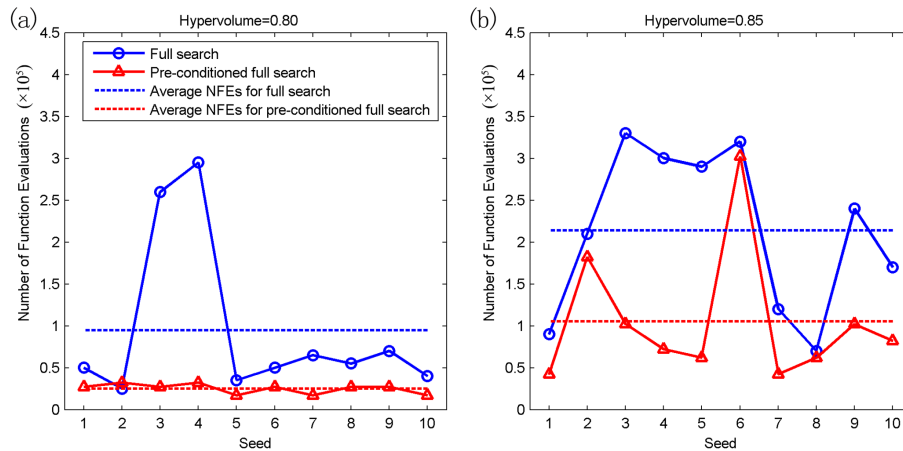 (a)
Hypervolume=0.80
Number of Function Evaluations (×10⁵)
4.5
4
3.5
3
2.5
2
1.5
1
0.5
0
Full search
Pre-conditioned full search
Average NFEs for full search
Average NFEs for pre-conditioned full search
1 2 3 4 5 6 7 8 9 10
Seed
(b)
Hypervolume=0.85
Number of Function Evaluations (×10⁵)
4.5
4
3.5
3
2.5
2
1.5
1
0.5
0
1 2 3 4 5 6 7 8 9 10
Seed